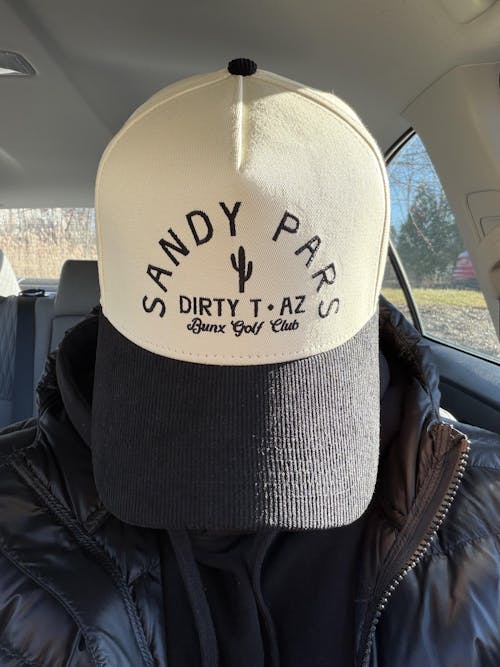 SANDY PARS
DIRTY T • AZ
Bunx Golf Club